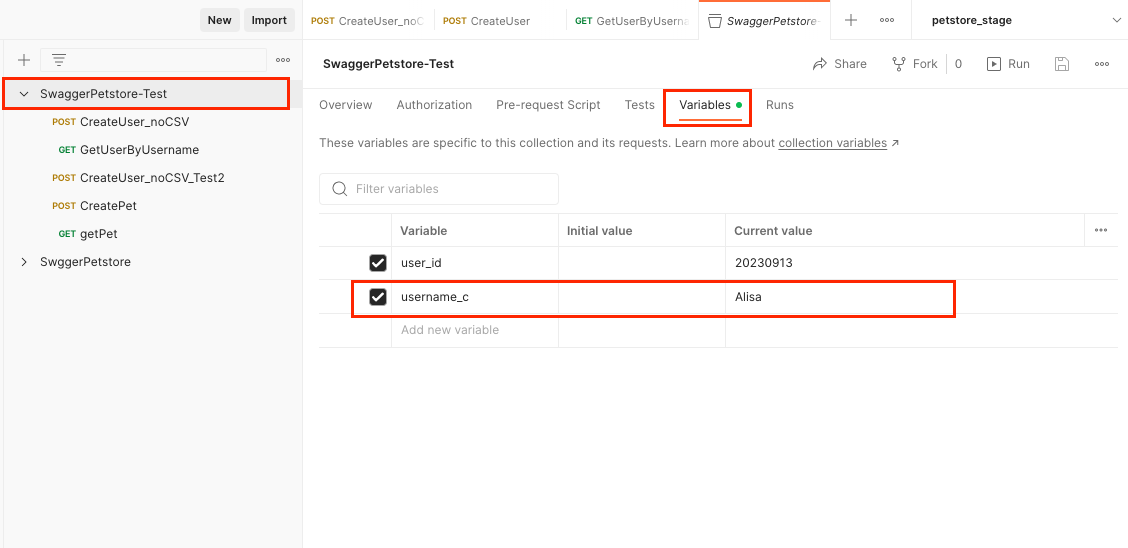 New Import
POST CreateUser_noC POST CreateUser GET GetUserByUserna SwaggerPetstore- petstore_stage
SwaggerPetstore-Test
POST CreateUser_noCSV
GET GetUserByUsername
POST CreateUser_noCSV_Test2
POST CreatePet
GET getPet
SwggerPetstore
SwaggerPetstore-Test Share Fork 0 Run
Overview Authorization Pre-request Script Tests Variables Runs
These variables are specific to this collection and its requests. Learn more about collection variables ↗
Filter variables
Variable Initial value Current value
user_id 20230913
username_c Alisa
Add new variable